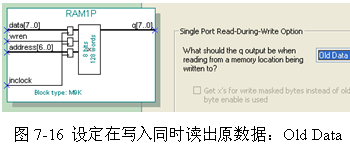 RAM1P
data[7..0]
wren
address[6..0]
inclock
q[7..0]
8 Bits
128 Words
Block type: M9K
Single Port Read-During-Write Option
What should the q output be when
reading from a memory location being
written to?
Old Data
Get x's for write masked bytes instead of old
byte enable is used
图 7-16 设定在写入同时读出原数据：Old Data